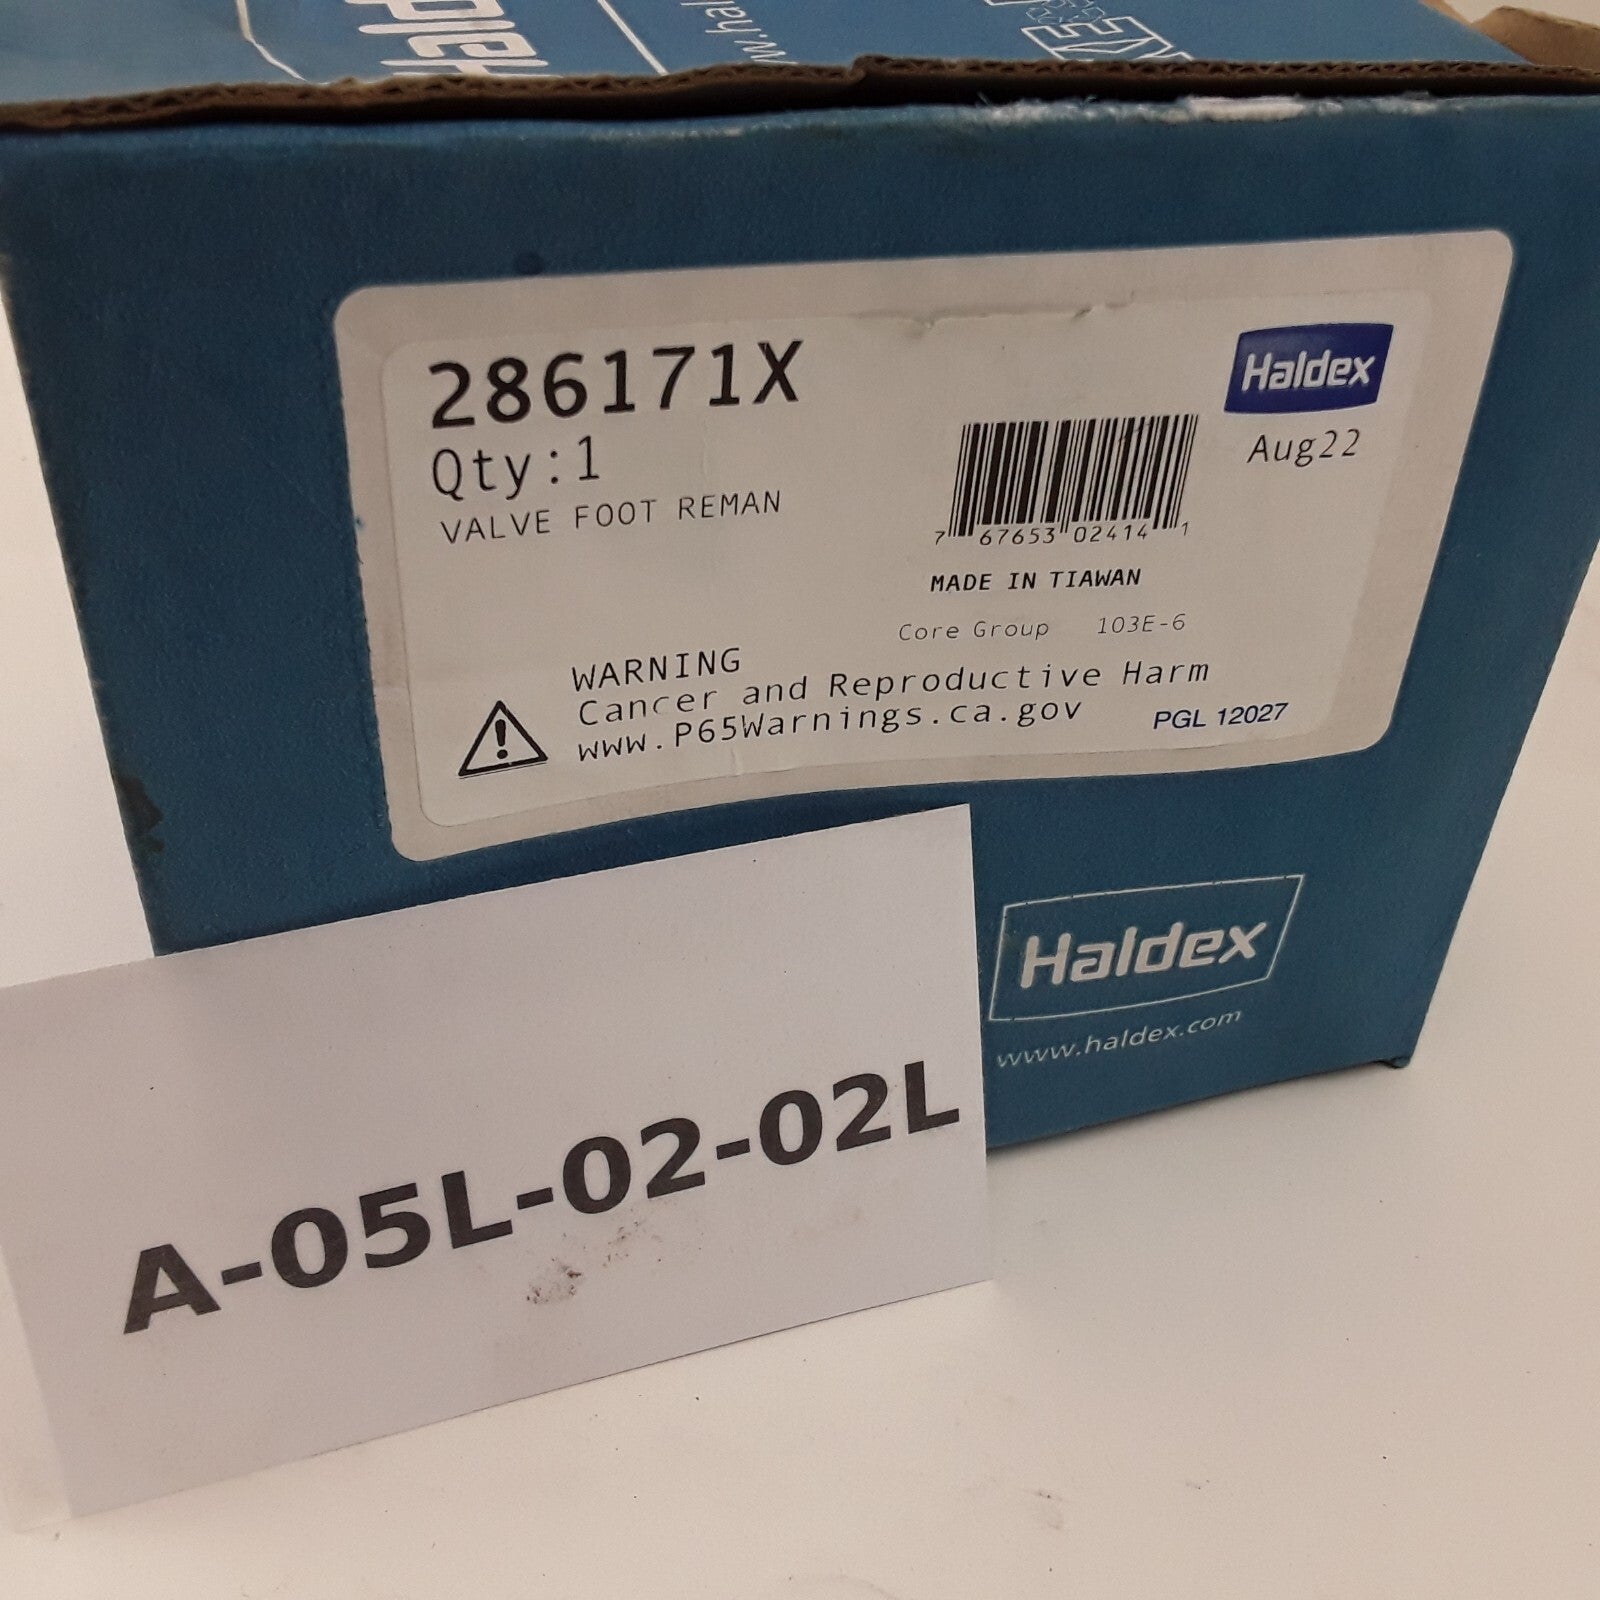 Haldex
286171X
Qty:1
VALVE FOOT REMAN
Haldex
Aug22
7 67653 02414 1
MADE IN TIAWAN
Core Group 103E-6
WARNING
Cancer and Reproductive Harm
www.P65Warnings.ca.gov
PGL 12027
Haldex
www.haldex.com
A-05L-02-02L